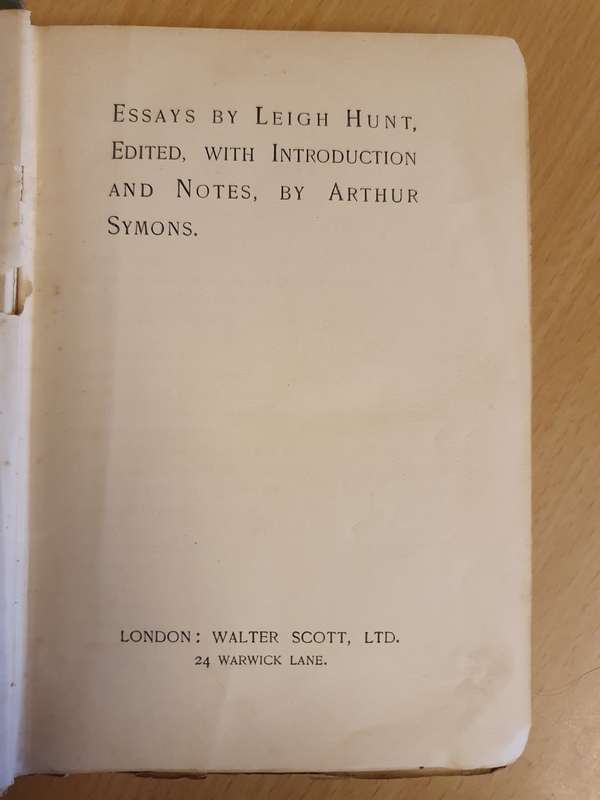 Essays by Leigh Hunt,
Edited, with Introduction
and Notes, by Arthur
Symons.
LONDON: WALTER SCOTT, LTD.
24 WARWICK LANE.